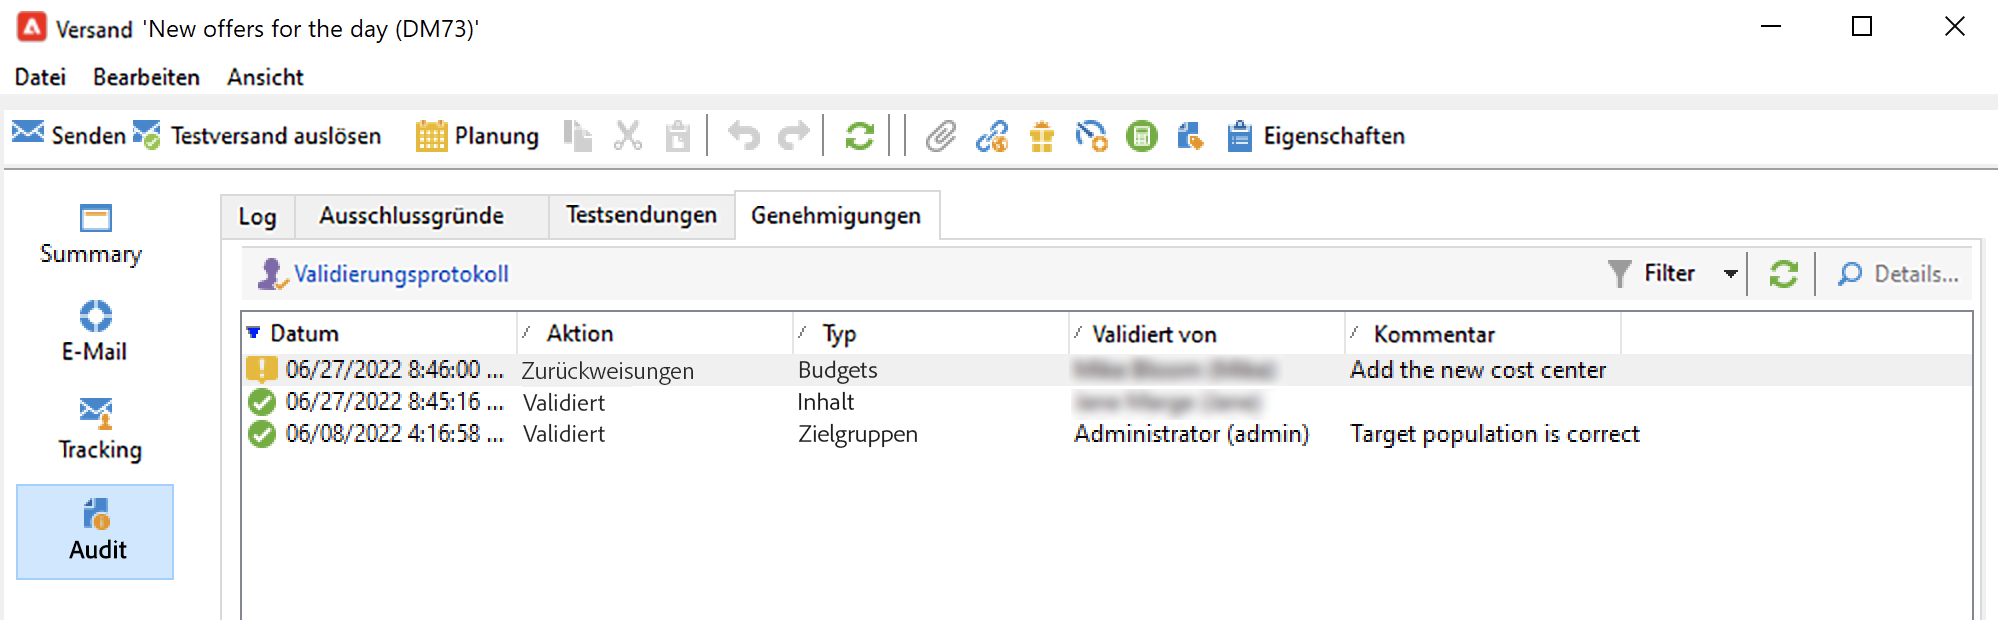 Versand 'New offers for the day (DM73)'
Datei Bearbeiten Ansicht
Senden Testversand auslösen Planung Eigenschaften
Summary
E-Mail
Tracking
Audit
Log Ausschlussgründe Testsendungen Genehmigungen
Validierungsprotokoll Filter Details...
Datum Aktion Typ Validiert von Kommentar
06/27/2022 8:46:00 ... Zurückweisungen Budgets Add the new cost center
06/27/2022 8:45:16 ... Validiert Inhalt
06/08/2022 4:16:58 ... Validiert Zielgruppen Administrator (admin) Target population is correct